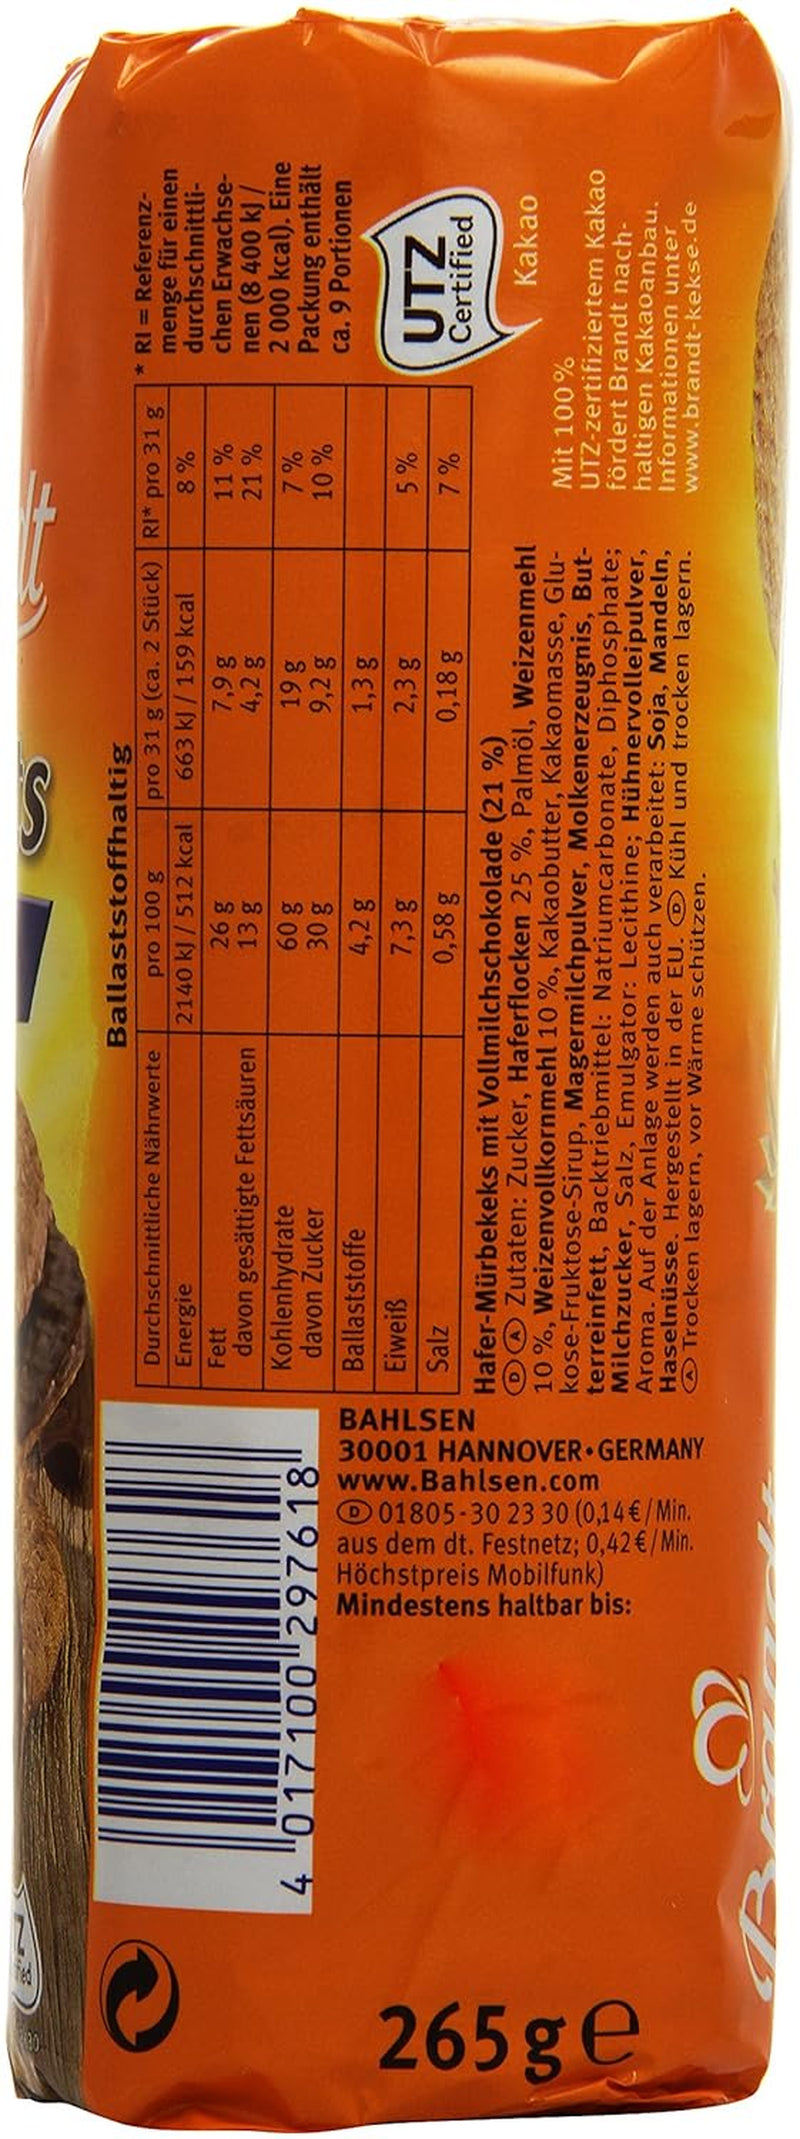 Ballaststoffhaltig
Durchschnittliche Nährwerte pro 100 g pro 31 g (ca. 2 Stück) RI* pro 31 g
Energie 2140 kJ / 512 kcal 663 kJ / 159 kcal 8 %
Fett 26 g 7,9 g 11 %
davon gesättigte Fettsäuren 13 g 4,2 g 21 %
Kohlenhydrate 60 g 19 g 7 %
davon Zucker 30 g 9,2 g 10 %
Ballaststoffe 4,2 g 1,3 g
Eiweiß 7,3 g 2,3 g 5 %
Salz 0,58 g 0,18 g 7 %
* RI = Referenz-
menge für einen
durchschnittli-
chen Erwachse-
nen (8 400 kJ /
2 000 kcal). Eine
Packung enthält
ca. 9 Portionen
UTZ
Certified
Kakao
Mit 100 %
UTZ-zertifiziertem Kakao
fördert Brandt nach-
haltigen Kakaoanbau.
Informationen unter
www.brandt-kekse.de
Hafer-Mürbekeks mit Vollmilchschokolade (21 %)
D A Zutaten: Zucker, Haferflocken 25 %, Palmöl, Weizenmehl
10 %, Weizenvollkornmehl 10 %, Kakaobutter, Kakaomasse, Glu-
kose-Fruktose-Sirup, Magermilchpulver, Molkenerzeugnis, But-
terreinfett, Backtriebmittel: Natriumcarbonate, Diphosphate;
Milchzucker, Salz, Emulgator: Lecithine; Hühnervolleipulver,
Aroma. Auf der Anlage werden auch verarbeitet: Soja, Mandeln,
Haselnüsse. Hergestellt in der EU. D Kühl und trocken lagern.
A Trocken lagern, vor Wärme schützen.
4 017100 297618
BAHLSEN
30001 HANNOVER • GERMANY
www.Bahlsen.com
D 01805-30 23 30 (0,14 € / Min.
aus dem dt. Festnetz; 0,42 € / Min.
Höchstpreis Mobilfunk)
Mindestens haltbar bis:
265 g e
Brandt